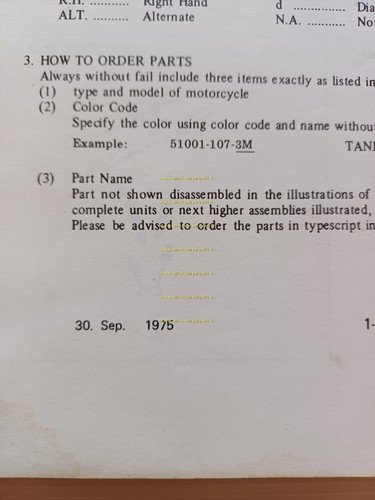 R.H. ........... Right Hand
d ............... Dia
ALT. .......... Alternate
N.A. ........... No
3. HOW TO ORDER PARTS
Always without fail include three items exactly as listed in
(1) type and model of motorcycle
(2) Color Code
Specify the color using color code and name withou
Example: 51001-107-3M TAN
(3) Part Name
Part not shown disassembled in the illustrations of
complete units or next higher assemblies illustrated,
Please be advised to order the parts in typescript in
30. Sep. 1975
1-